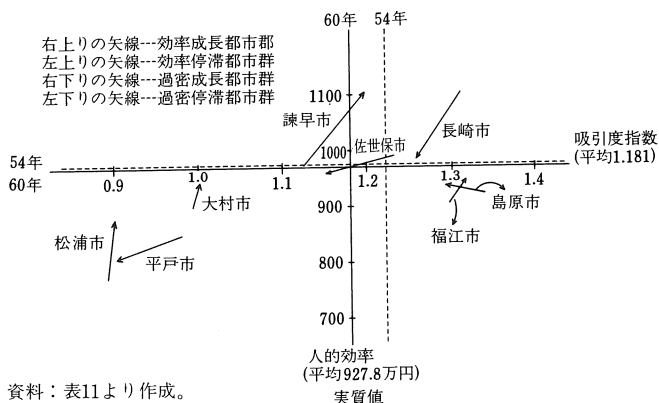 60年 54年
右上りの矢線---効率成長都市郡
左上りの矢線---効率停滞都市群
右下りの矢線---過密成長都市群
左下りの矢線---過密停滞都市群
1100
諫早市
長崎市
佐世保市
1000
吸引度指数
(平均1.181)
54年
60年
0.9 1.0 1.1 1.2 1.3 1.4
大村市
900
島原市
福江市
松浦市
平戸市
800
700
人的効率
(平均927.8万円)
実質値
資料：表11より作成。